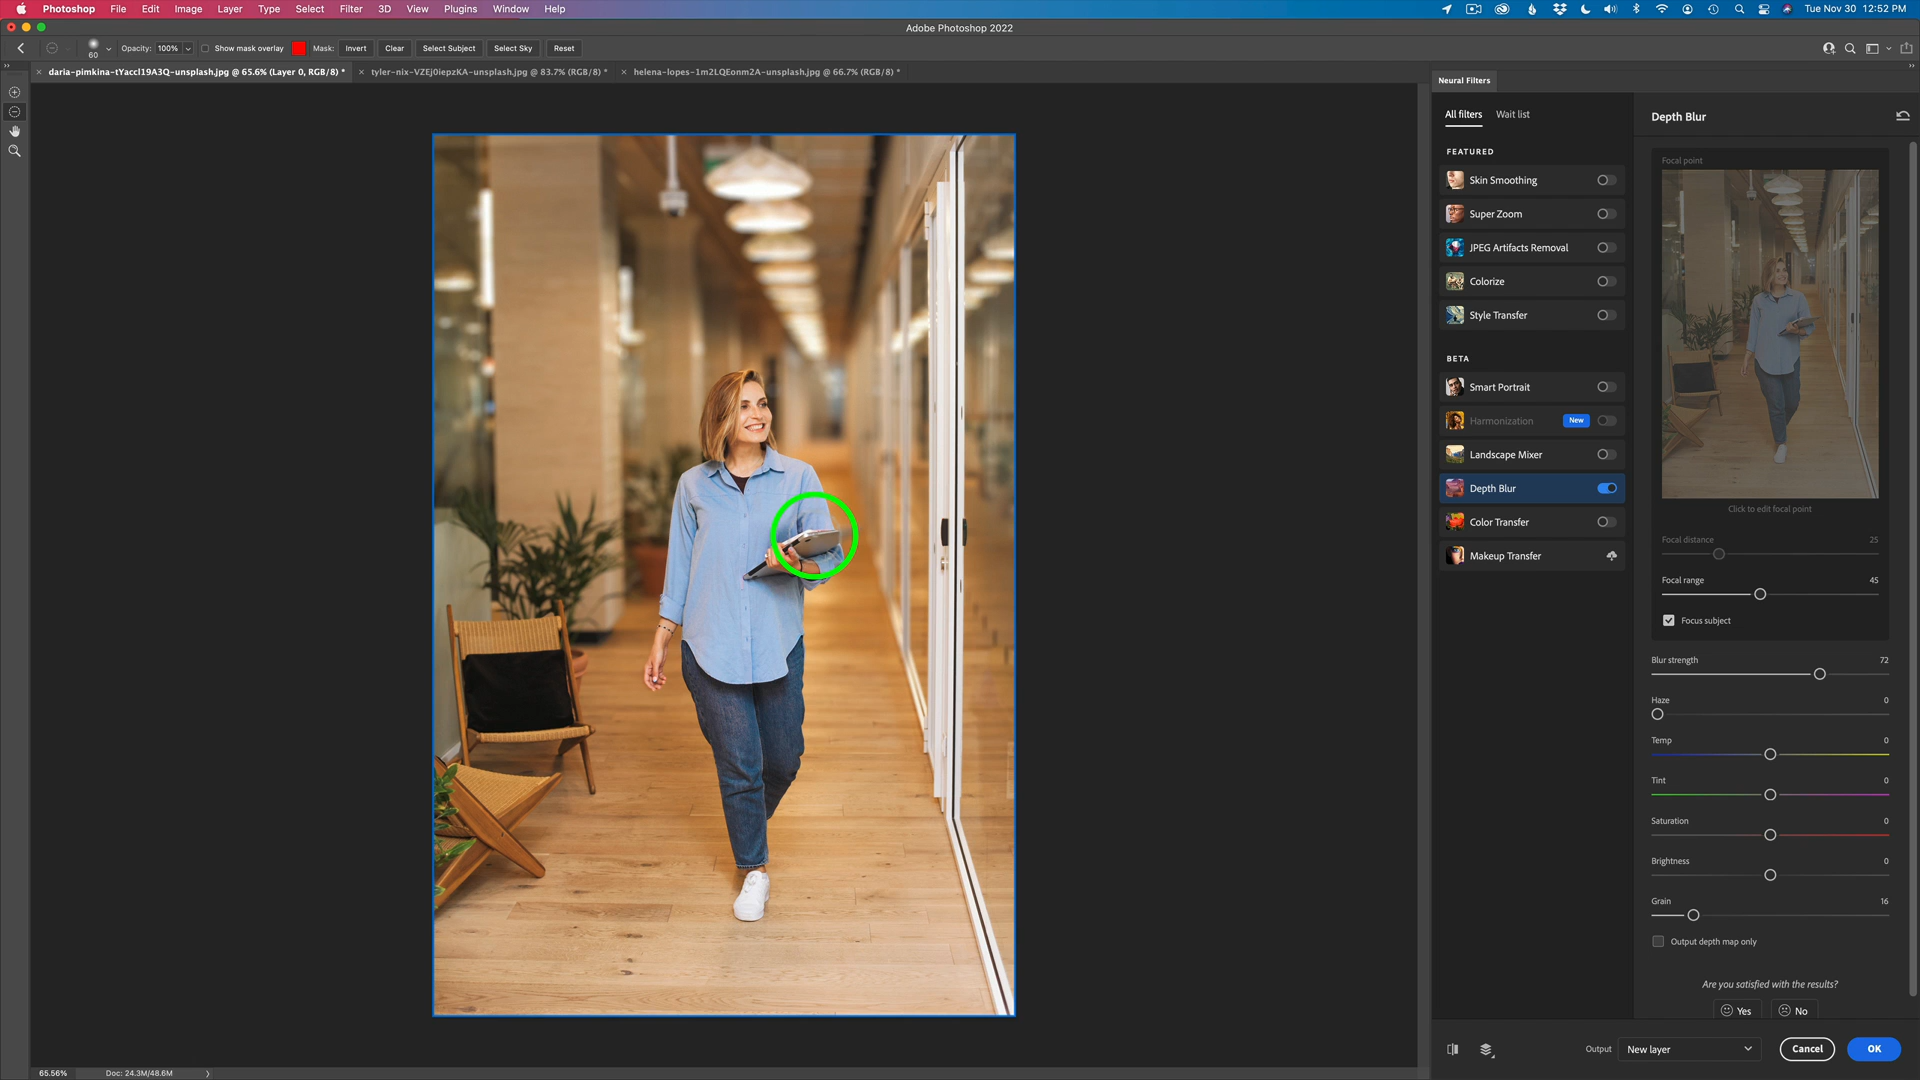 Photoshop File Edit Image Layer Type Select Filter 3D View Plugins Window Help Tue Nov 30 12:52 PM
Adobe Photoshop 2022
60 Opacity: 100% Show mask overlay Mask: Invert Clear Select Subject Select Sky Reset
× daria-pimkina-tYaccl19A3Q-unsplash.jpg @ 65.6% (Layer 0, RGB/8) * × tyler-nix-VZEj0iepzKA-unsplash.jpg @ 83.7% (RGB/8) * × helena-lopes-1m2LQEonm2A-unsplash.jpg @ 66.7% (RGB/8) *
Neural Filters
All filters Wait list
FEATURED
Skin Smoothing
Super Zoom
JPEG Artifacts Removal
Colorize
Style Transfer
BETA
Smart Portrait
Harmonization New
Landscape Mixer
Depth Blur
Color Transfer
Makeup Transfer
Depth Blur
Focal point
Click to edit focal point
Focal distance 25
Focal range 45
Focus subject
Blur strength 72
Haze 0
Temp 0
Tint 0
Saturation 0
Brightness 0
Grain 16
Output depth map only
Are you satisfied with the results?
Yes No
Output New layer Cancel OK
65.56% Doc: 24.3M/48.6M